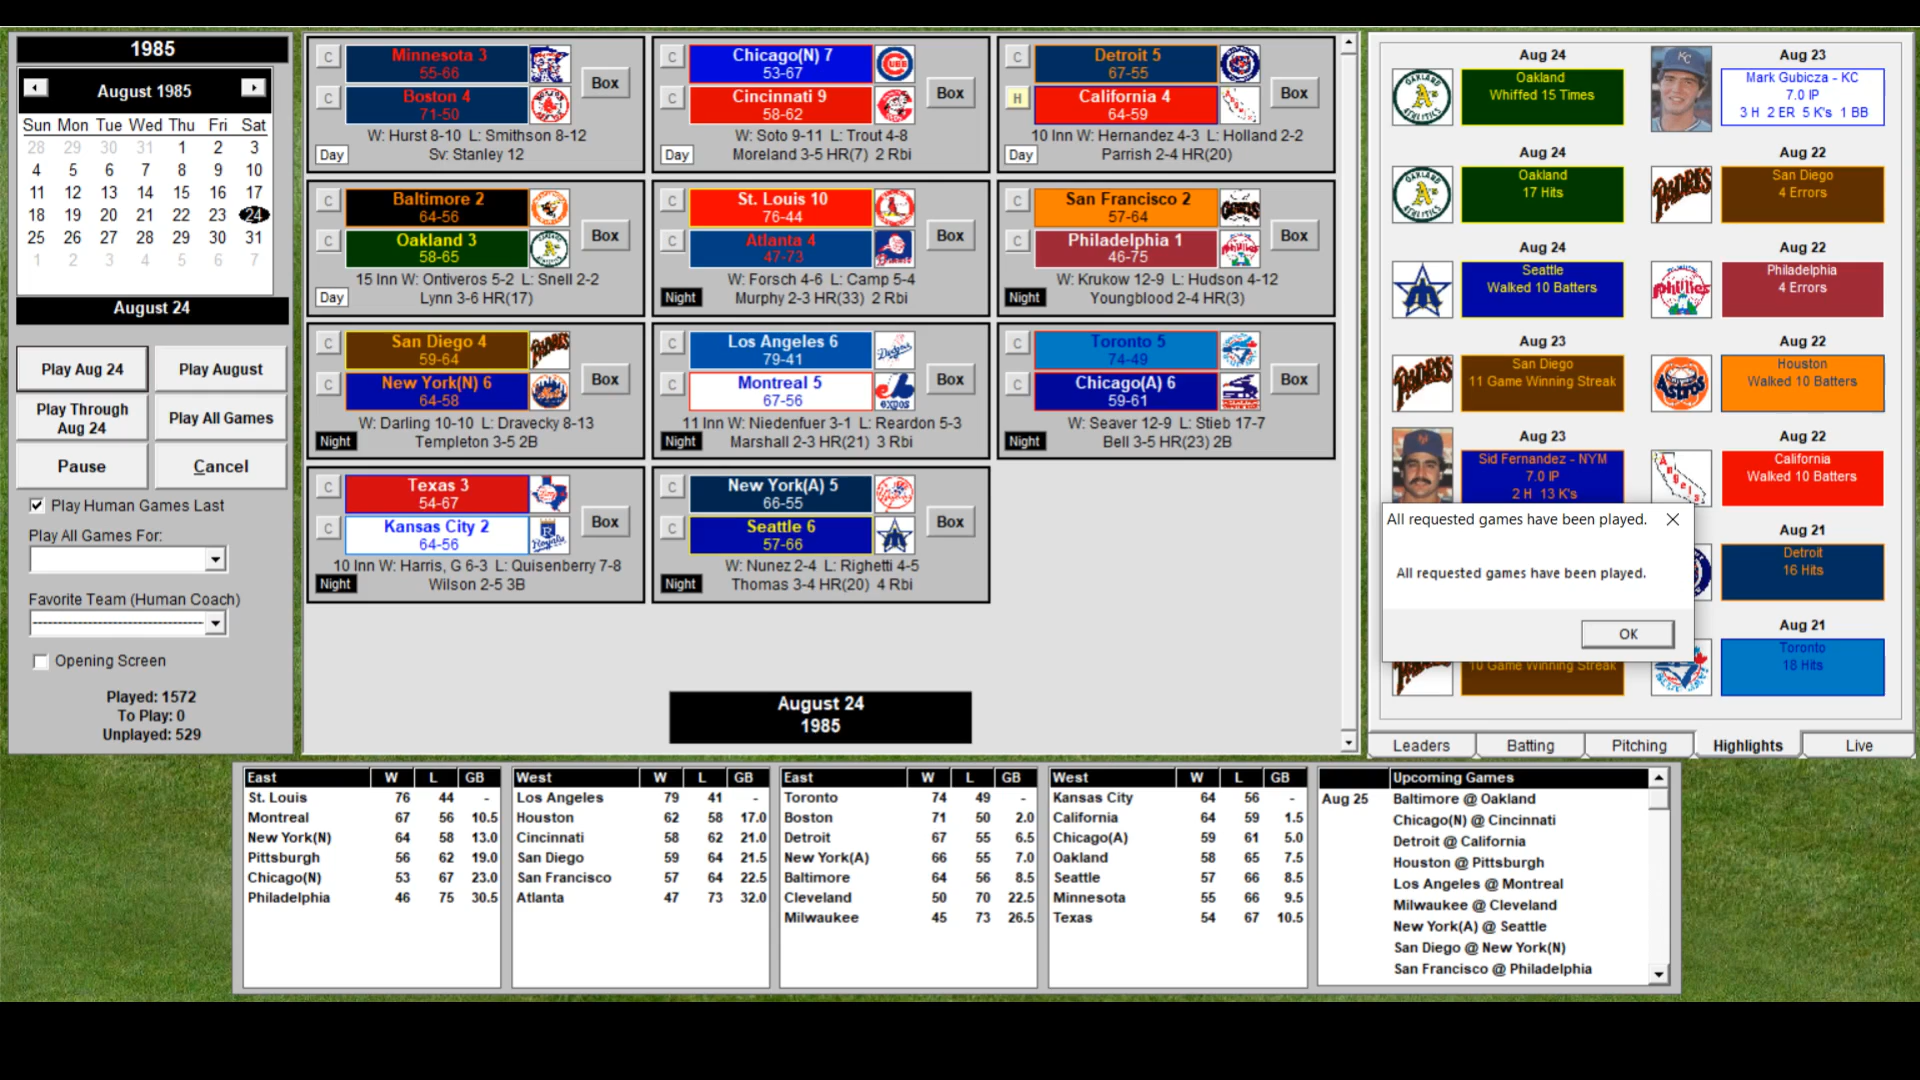 1985
August 1985
Sun Mon Tue Wed Thu Fri Sat
28 29 30 31 1 2 3
4 5 6 7 8 9 10
11 12 13 14 15 16 17
18 19 20 21 22 23 24
25 26 27 28 29 30 31
1 2 3 4 5 6 7
August 24
Play Aug 24
Play August
Play Through
Aug 24
Play All Games
Pause
Cancel
Play Human Games Last
Play All Games For:
Favorite Team (Human Coach)
Opening Screen
Played: 1572
To Play: 0
Unplayed: 529
C Minnesota 3
55-66
C Boston 4
71-50
Box
W: Hurst 8-10 L: Smithson 8-12
Day Sv: Stanley 12
C Chicago(N) 7
53-67
C Cincinnati 9
58-62
Box
W: Soto 9-11 L: Trout 4-8
Day Moreland 3-5 HR(7) 2 Rbi
C Detroit 5
67-55
H California 4
64-59
Box
10 Inn W: Hernandez 4-3 L: Holland 2-2
Day Parrish 2-4 HR(20)
C Baltimore 2
64-56
C Oakland 3
58-65
Box
15 Inn W: Ontiveros 5-2 L: Snell 2-2
Day Lynn 3-6 HR(17)
C St. Louis 10
76-44
C Atlanta 4
47-73
Box
W: Forsch 4-6 L: Camp 5-4
Night Murphy 2-3 HR(33) 2 Rbi
C San Francisco 2
57-64
C Philadelphia 1
46-75
Box
W: Krukow 12-9 L: Hudson 4-12
Night Youngblood 2-4 HR(3)
C San Diego 4
59-64
C New York(N) 6
64-58
Box
W: Darling 10-10 L: Dravecky 8-13
Night Templeton 3-5 2B
C Los Angeles 6
79-41
C Montreal 5
67-56
Box
11 Inn W: Niedenfuer 3-1 L: Reardon 5-3
Night Marshall 2-3 HR(21) 3 Rbi
C Toronto 5
74-49
C Chicago(A) 6
59-61
Box
W: Seaver 12-9 L: Stieb 17-7
Night Bell 3-5 HR(23) 2B
C Texas 3
54-67
C Kansas City 2
64-56
Box
10 Inn W: Harris, G 6-3 L: Quisenberry 7-8
Night Wilson 2-5 3B
C New York(A) 5
66-55
C Seattle 6
57-66
Box
W: Nunez 2-4 L: Righetti 4-5
Night Thomas 3-4 HR(20) 4 Rbi
August 24
1985
Aug 24
Oakland
Whiffed 15 Times
Aug 23
Mark Gubicza - KC
7.0 IP
3 H 2 ER 5 K's 1 BB
Aug 24
Oakland
17 Hits
Aug 22
San Diego
4 Errors
Aug 24
Seattle
Walked 10 Batters
Aug 22
Philadelphia
4 Errors
Aug 23
San Diego
11 Game Winning Streak
Aug 22
Houston
Walked 10 Batters
Aug 23
Sid Fernandez - NYM
7.0 IP
2 H 13 K's
Aug 22
California
Walked 10 Batters
All requested games have been played.
All requested games have been played.
OK
Aug 21
Detroit
16 Hits
10 Game Winning Streak
Aug 21
Toronto
18 Hits
Leaders Batting Pitching Highlights Live
East W L GB
St. Louis 76 44 -
Montreal 67 56 10.5
New York(N) 64 58 13.0
Pittsburgh 56 62 19.0
Chicago(N) 53 67 23.0
Philadelphia 46 75 30.5
West W L GB
Los Angeles 79 41 -
Houston 62 58 17.0
Cincinnati 58 62 21.0
San Diego 59 64 21.5
San Francisco 57 64 22.5
Atlanta 47 73 32.0
East W L GB
Toronto 74 49 -
Boston 71 50 2.0
Detroit 67 55 6.5
New York(A) 66 55 7.0
Baltimore 64 56 8.5
Cleveland 50 70 22.5
Milwaukee 45 73 26.5
West W L GB
Kansas City 64 56 -
California 64 59 1.5
Chicago(A) 59 61 5.0
Oakland 58 65 7.5
Seattle 57 66 8.5
Minnesota 55 66 9.5
Texas 54 67 10.5
Upcoming Games
Aug 25 Baltimore @ Oakland
Chicago(N) @ Cincinnati
Detroit @ California
Houston @ Pittsburgh
Los Angeles @ Montreal
Milwaukee @ Cleveland
New York(A) @ Seattle
San Diego @ New York(N)
San Francisco @ Philadelphia